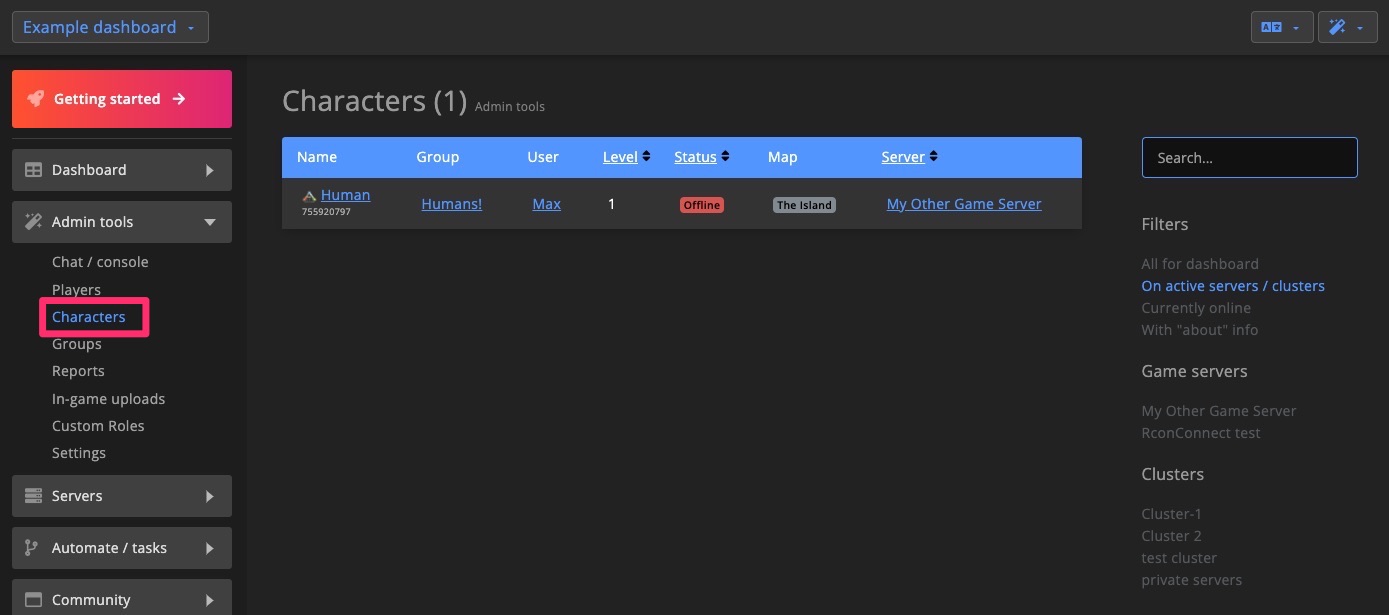 Example dashboard
Getting started
Dashboard
Admin tools
Chat / console
Players
Characters
Groups
Reports
In-game uploads
Custom Roles
Settings
Servers
Automate / tasks
Community
Characters (1) Admin tools
Name Group User Level Status Map Server
Human Humans! Max 1 Offline The Island My Other Game Server
755920797
Search...
Filters
All for dashboard
On active servers / clusters
Currently online
With "about" info
Game servers
My Other Game Server
RconConnect test
Clusters
Cluster-1
Cluster 2
test cluster
private servers